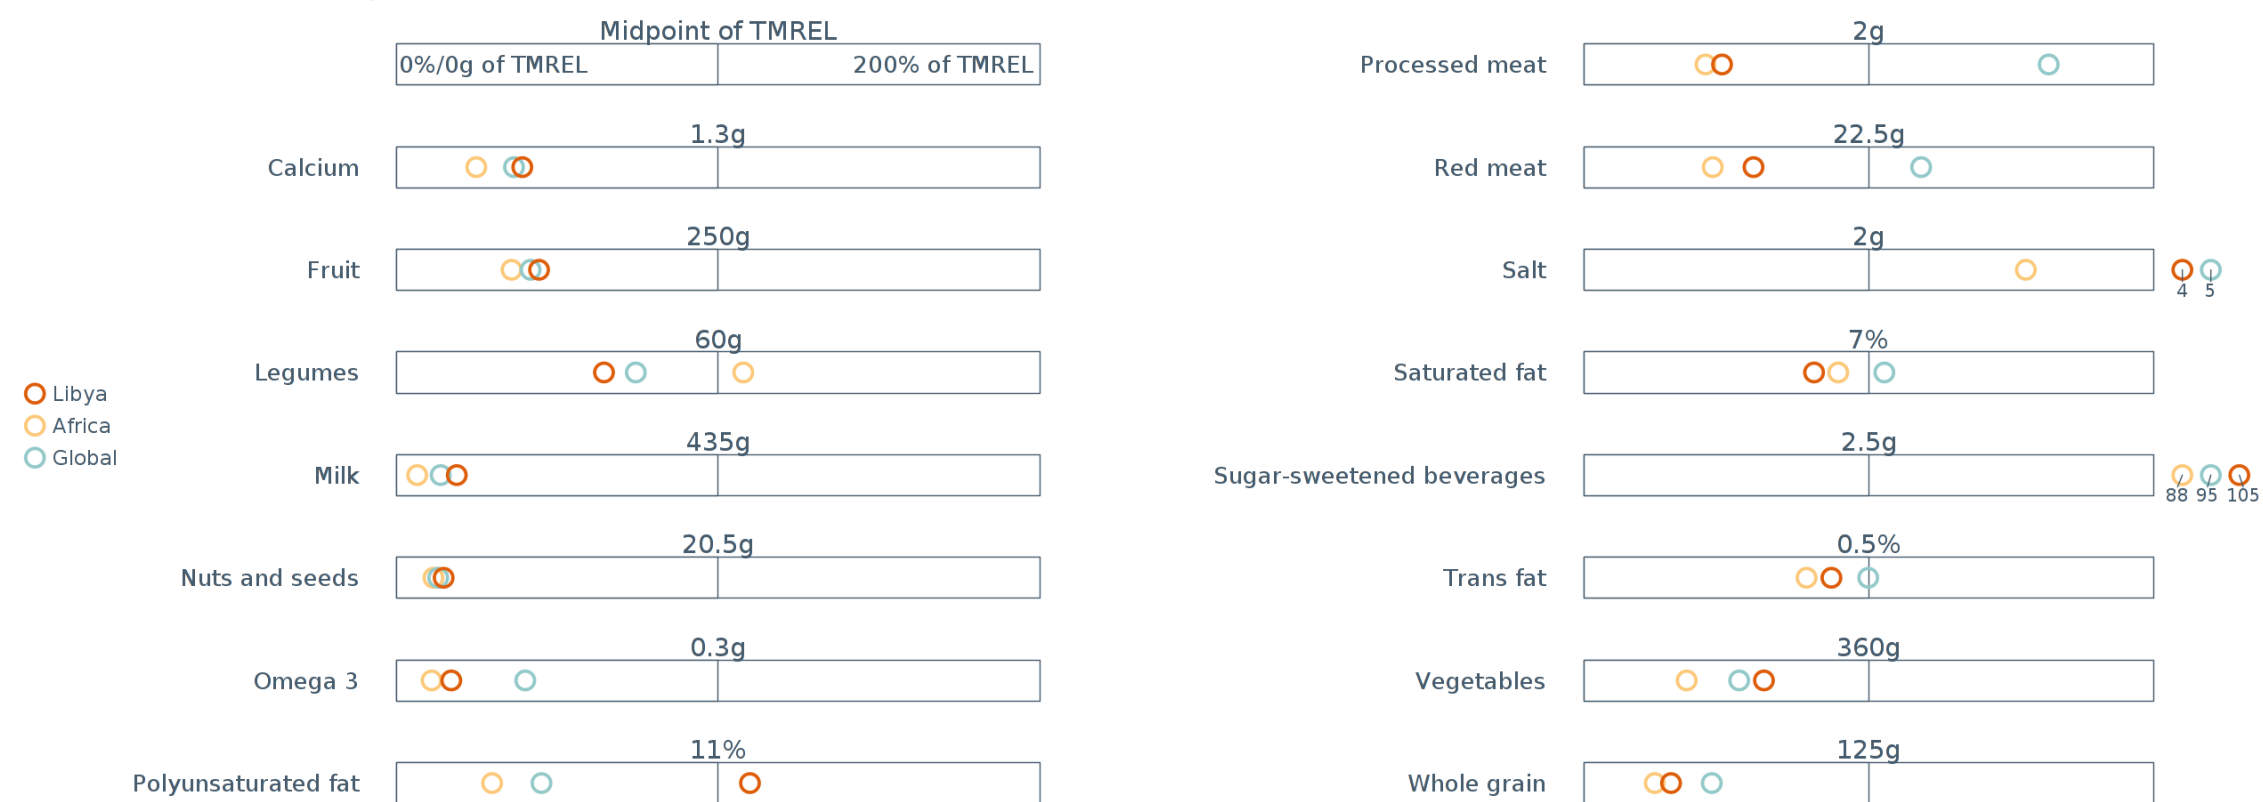 Midpoint of TMREL
0%/0g of TMREL
200% of TMREL
Calcium
1.3g
Fruit
250g
Legumes
60g
Milk
435g
Nuts and seeds
20.5g
Omega 3
0.3g
Polyunsaturated fat
11%
Libya
Africa
Global
Processed meat
2g
Red meat
22.5g
Salt
2g
4 5
Saturated fat
7%
Sugar-sweetened beverages
2.5g
88 95 105
Trans fat
0.5%
Vegetables
360g
Whole grain
125g